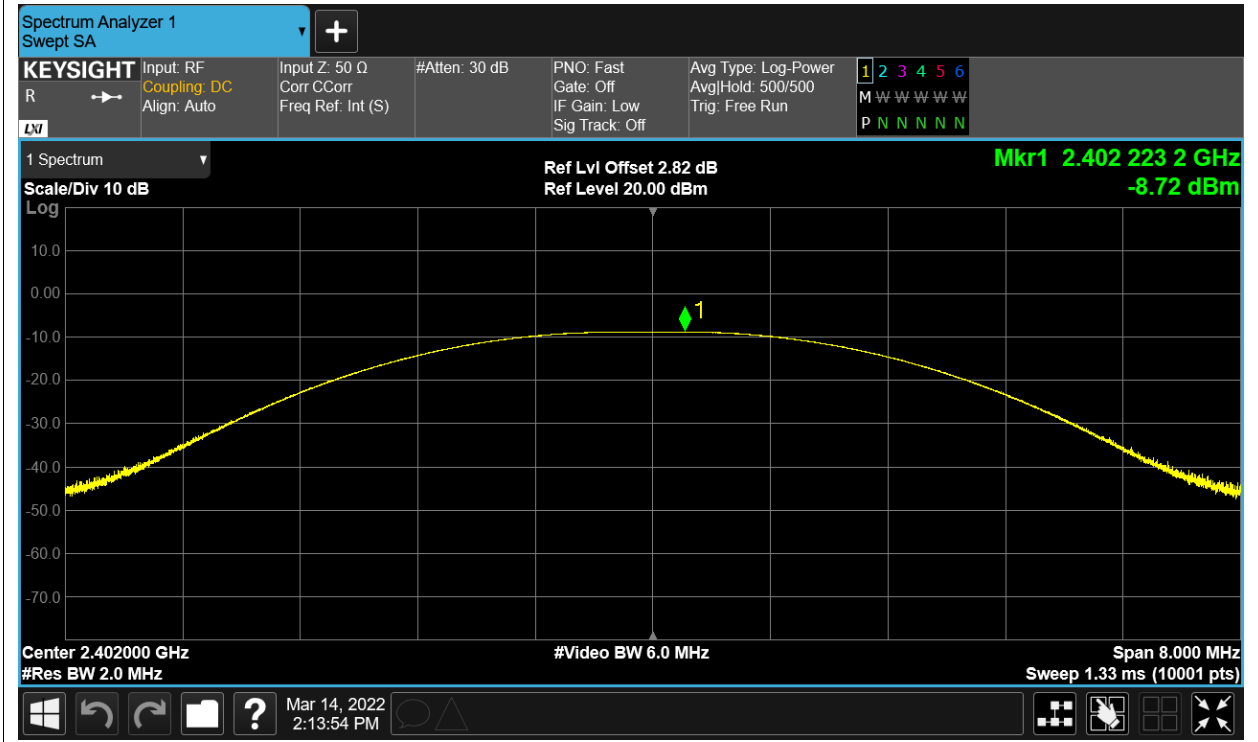 Spectrum Analyzer 1
Swept SA
KEYSIGHT
R
LXI
Input: RF
Coupling: DC
Align: Auto
Input Z: 50 Ω
Corr CCorr
Freq Ref: Int (S)
#Atten: 30 dB
PNO: Fast
Gate: Off
IF Gain: Low
Sig Track: Off
Avg Type: Log-Power
Avg|Hold: 500/500
Trig: Free Run
1 2 3 4 5 6
M W W W W W
P N N N N N
1 Spectrum
Scale/Div 10 dB
Log
Ref Lvl Offset 2.82 dB
Ref Level 20.00 dBm
Mkr1 2.402 223 2 GHz
-8.72 dBm
10.0
0.00
1
-10.0
-20.0
-30.0
-40.0
-50.0
-60.0
-70.0
Center 2.402000 GHz
#Res BW 2.0 MHz
#Video BW 6.0 MHz
Span 8.000 MHz
Sweep 1.33 ms (10001 pts)
?
Mar 14, 2022
2:13:54 PM